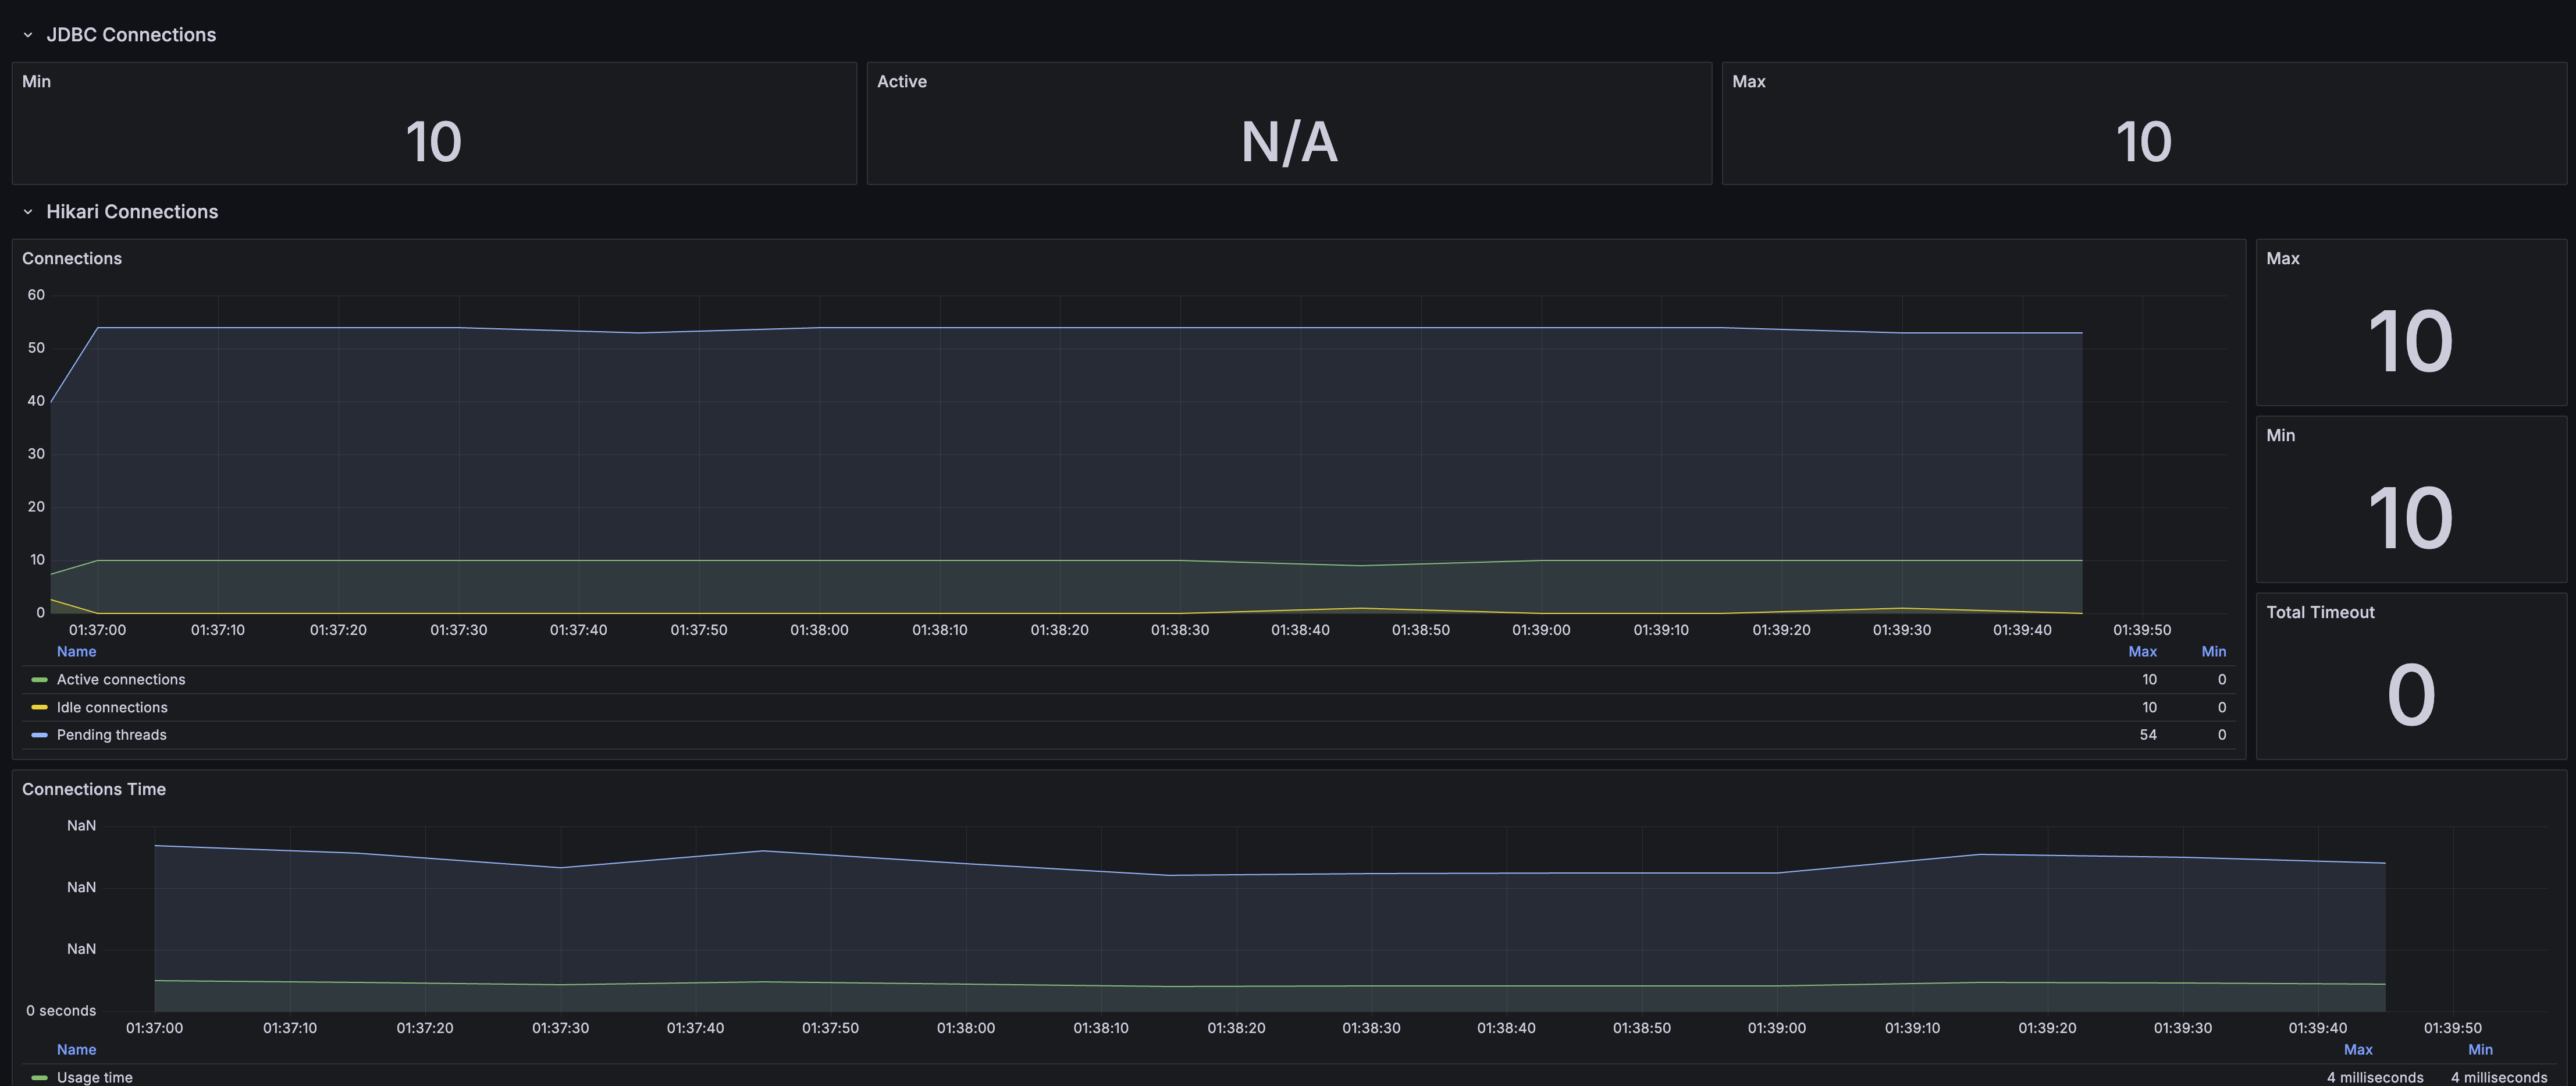 JDBC Connections
Min
Active
Max
10
N/A
10
Hikari Connections
Connections
60
50
40
30
20
10
0
01:37:00 01:37:10 01:37:20 01:37:30 01:37:40 01:37:50 01:38:00 01:38:10 01:38:20 01:38:30 01:38:40 01:38:50 01:39:00 01:39:10 01:39:20 01:39:30 01:39:40 01:39:50
Name Max Min
Active connections 10 0
Idle connections 10 0
Pending threads 54 0
Max
10
Min
10
Total Timeout
0
Connections Time
NaN
NaN
NaN
0 seconds
01:37:00 01:37:10 01:37:20 01:37:30 01:37:40 01:37:50 01:38:00 01:38:10 01:38:20 01:38:30 01:38:40 01:38:50 01:39:00 01:39:10 01:39:20 01:39:30 01:39:40 01:39:50
Name Max Min
Usage time 4 milliseconds 4 milliseconds